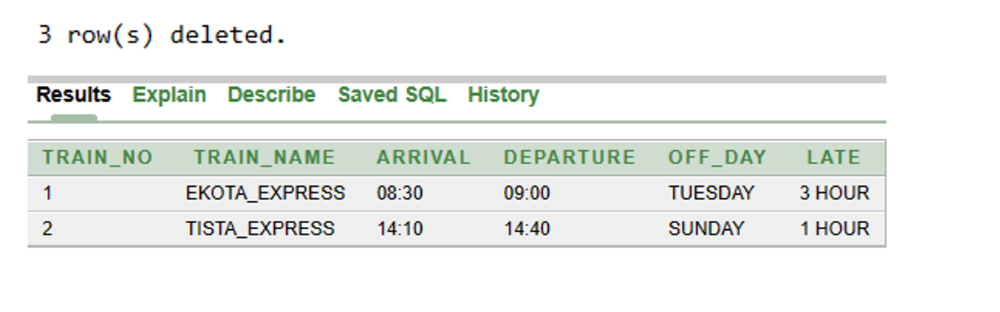 3 row(s) deleted.
Results Explain Describe Saved SQL History
TRAIN_NO TRAIN_NAME ARRIVAL DEPARTURE OFF_DAY LATE
1 EKOTA_EXPRESS 08:30 09:00 TUESDAY 3 HOUR
2 TISTA_EXPRESS 14:10 14:40 SUNDAY 1 HOUR